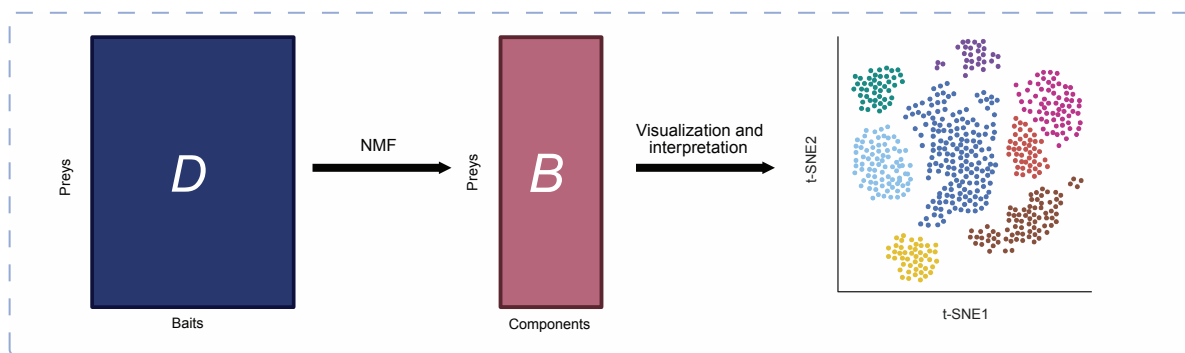 Preys
D
Baits
NMF
Preys
B
Components
Visualization and
interpretation
t-SNE2
t-SNE1